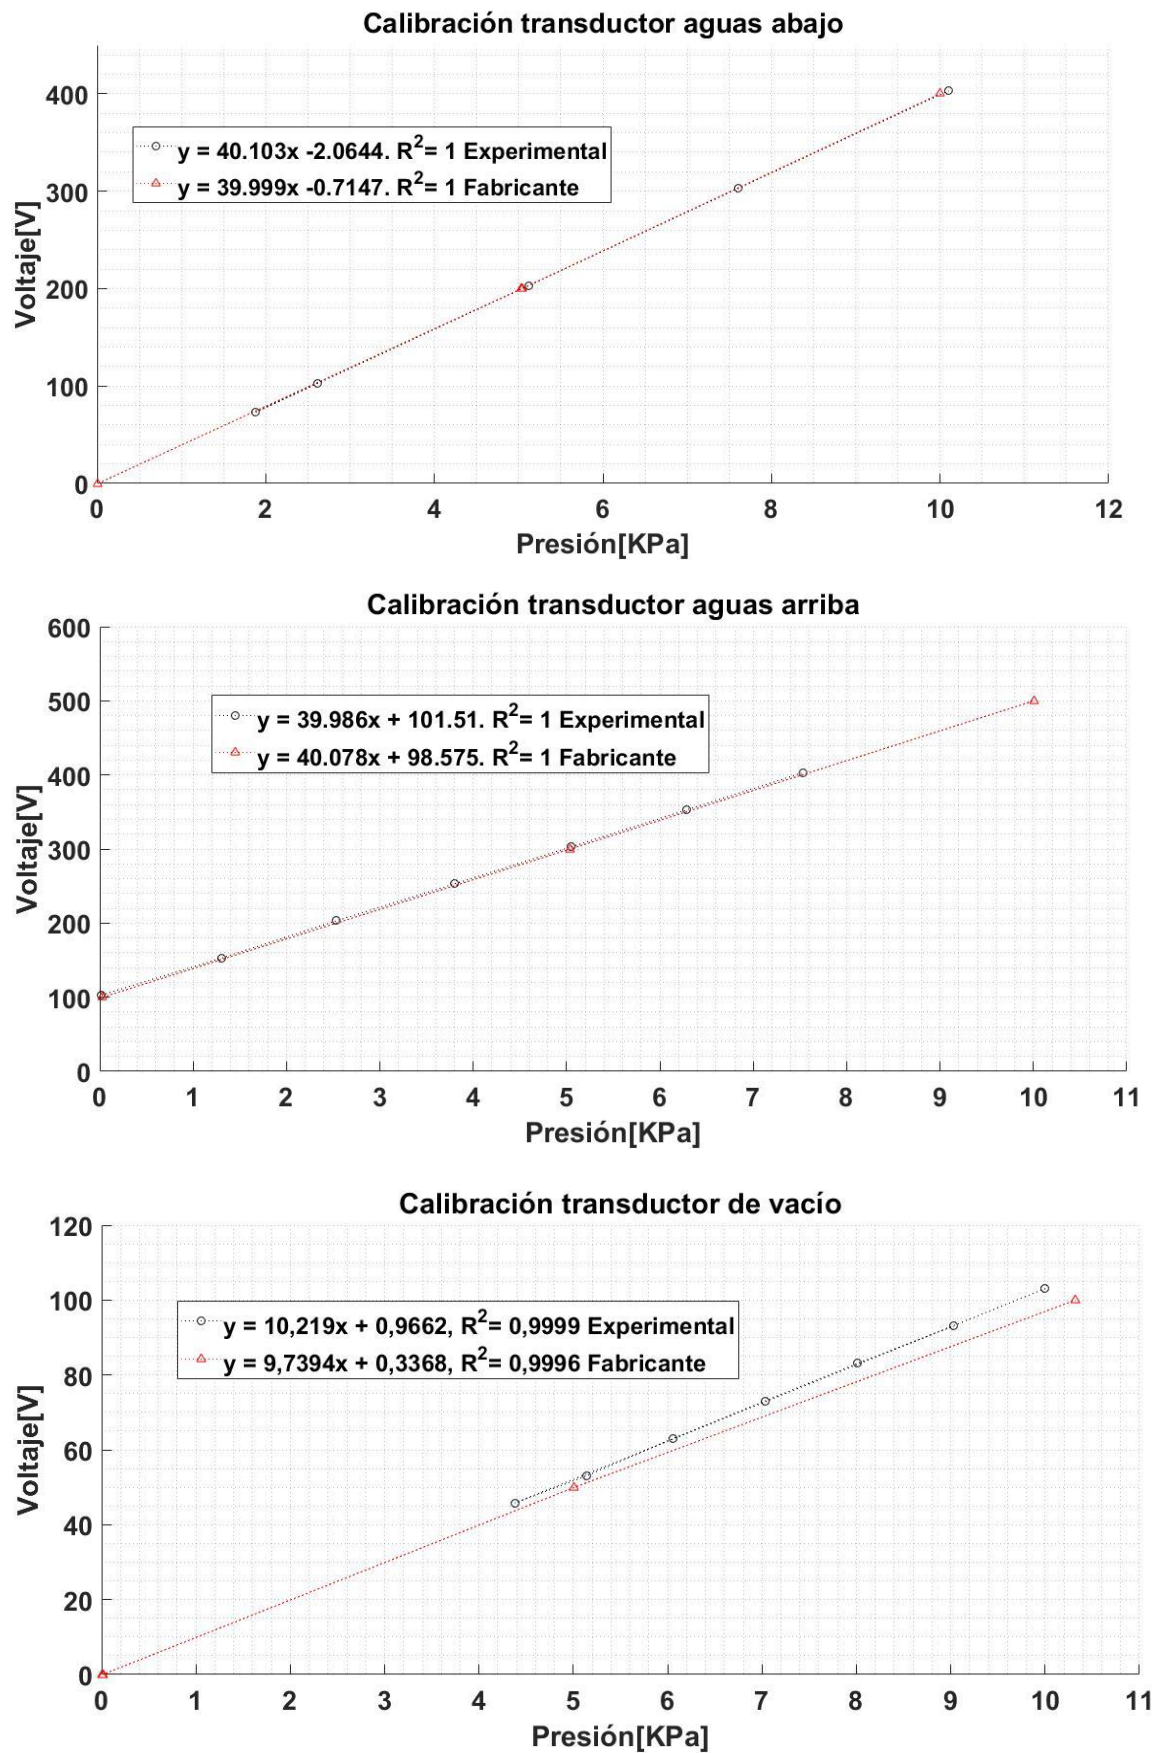 Calibración transductor aguas abajo
400
300
200
100
0
Voltaje[V]
y = 40.103x -2.0644. R²= 1 Experimental
y = 39.999x -0.7147. R²= 1 Fabricante
0 2 4 6 8 10 12
Presión[KPa]
Calibración transductor aguas arriba
600
500
400
300
200
100
0
Voltaje[V]
y = 39.986x + 101.51. R²= 1 Experimental
y = 40.078x + 98.575. R²= 1 Fabricante
0 1 2 3 4 5 6 7 8 9 10 11
Presión[KPa]
Calibración transductor de vacío
120
100
80
60
40
20
0
Voltaje[V]
y = 10,219x + 0,9662, R²= 0,9999 Experimental
y = 9,7394x + 0,3368, R²= 0,9996 Fabricante
0 1 2 3 4 5 6 7 8 9 10 11
Presión[KPa]